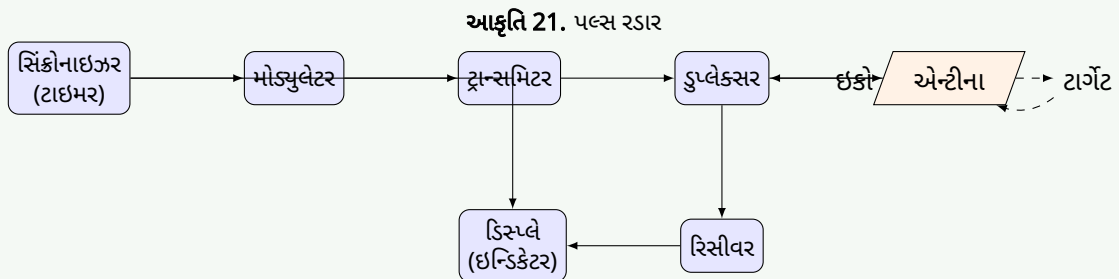 આકૃતિ 21. પલ્સ રડાર
સિંક્રોનાઇઝર
(ટાઇમર)
મોડ્યુલેટર
ટ્રાન્સમિટર
ડુપ્લેક્સર
ઇકો
એન્ટીના
ટાર્ગેટ
ડિસ્પ્લે
(ઇન્ડિકેટર)
રિસીવર